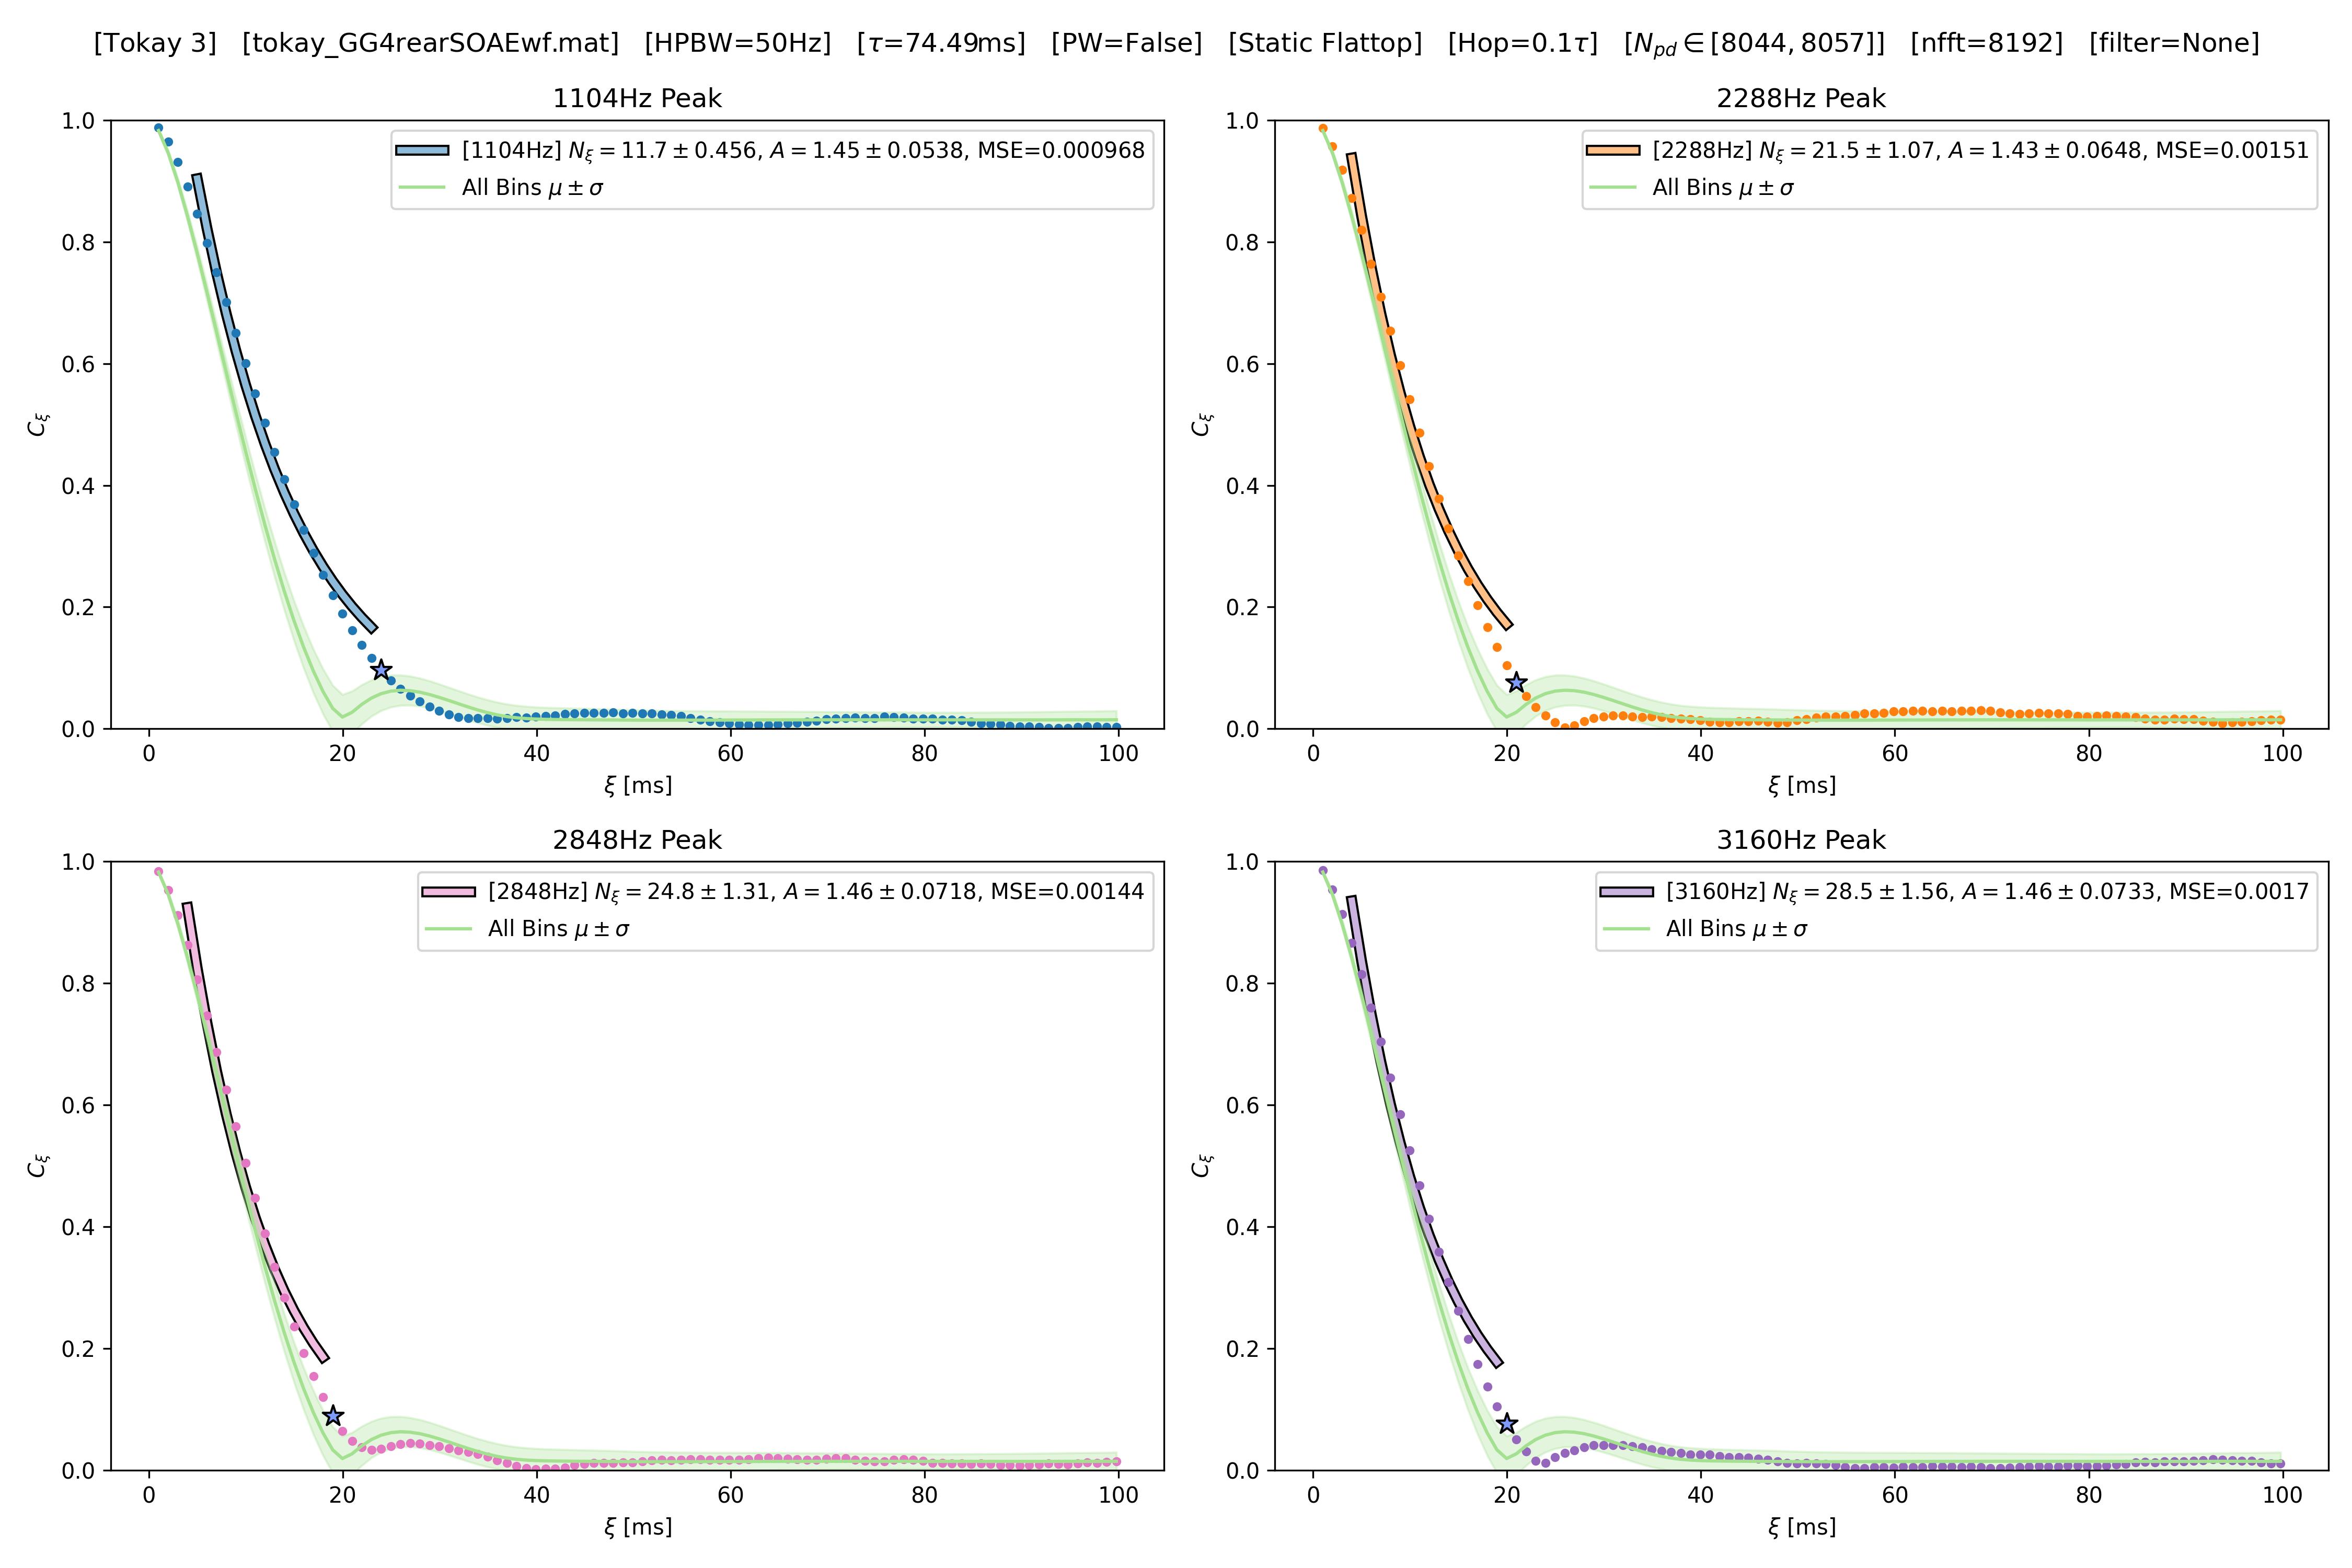 [Tokay 3] [tokay_GG4rearSOAEwf.mat] [HPBW=50Hz] [τ=74.49ms] [PW=False] [Static Flattop] [Hop=0.1τ] [N_pd ∈ [8044, 8057]] [nfft=8192] [filter=None]
1104Hz Peak
[1104Hz] N_ξ = 11.7 ± 0.456, A = 1.45 ± 0.0538, MSE=0.000968
All Bins μ ± σ
1.0
0.8
0.6
0.4
0.2
0.0
C_ξ
0 20 40 60 80 100
ξ [ms]
2288Hz Peak
[2288Hz] N_ξ = 21.5 ± 1.07, A = 1.43 ± 0.0648, MSE=0.00151
All Bins μ ± σ
1.0
0.8
0.6
0.4
0.2
0.0
C_ξ
0 20 40 60 80 100
ξ [ms]
2848Hz Peak
[2848Hz] N_ξ = 24.8 ± 1.31, A = 1.46 ± 0.0718, MSE=0.00144
All Bins μ ± σ
1.0
0.8
0.6
0.4
0.2
0.0
C_ξ
0 20 40 60 80 100
ξ [ms]
3160Hz Peak
[3160Hz] N_ξ = 28.5 ± 1.56, A = 1.46 ± 0.0733, MSE=0.0017
All Bins μ ± σ
1.0
0.8
0.6
0.4
0.2
0.0
C_ξ
0 20 40 60 80 100
ξ [ms]